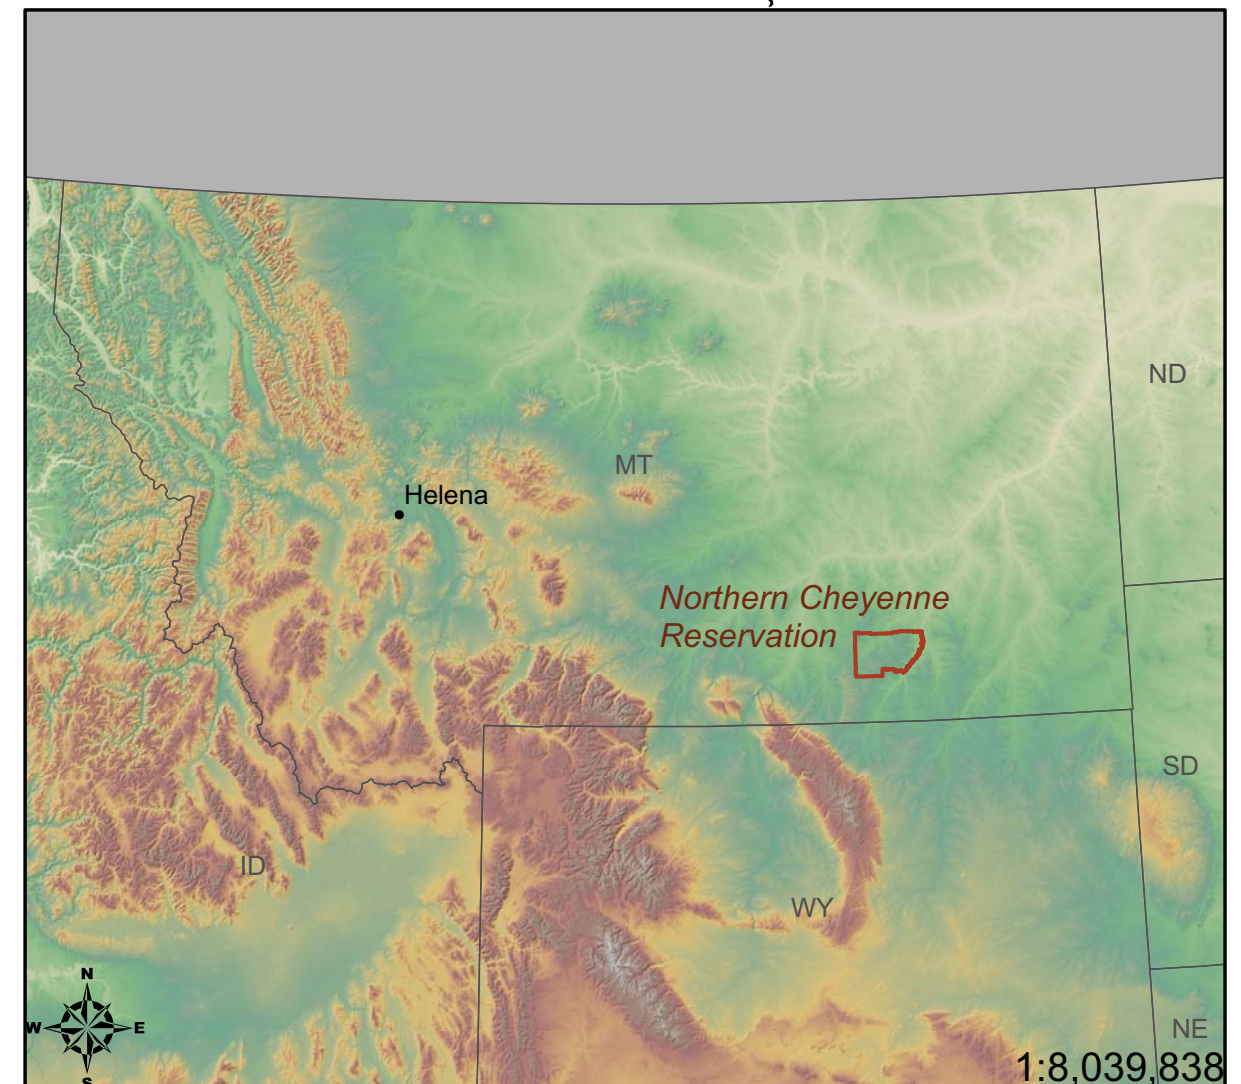 ND
MT
Helena
Northern Cheyenne
Reservation
SD
ID
WY
N
W
E
S
NE
1:8,039,838